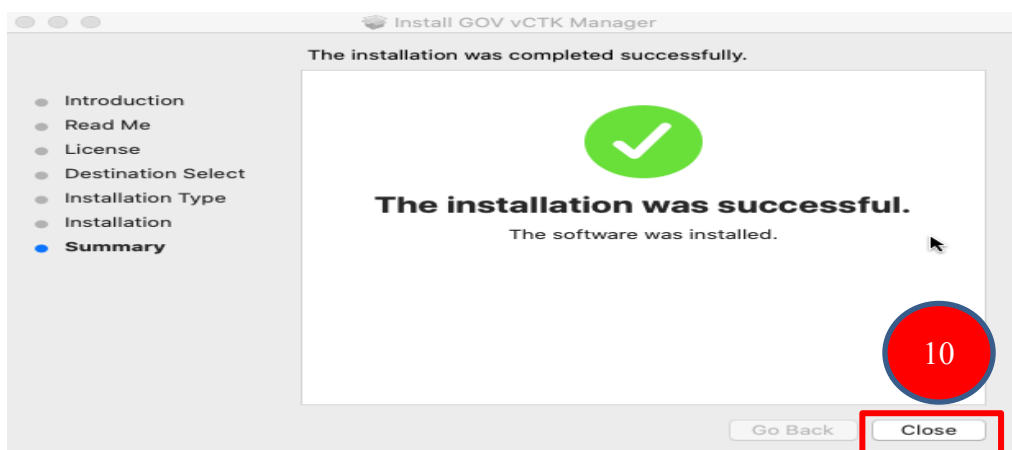 Install GOV vCTK Manager
The installation was completed successfully.
Introduction
Read Me
License
Destination Select
Installation Type
Installation
Summary
The installation was successful.
The software was installed.
10
Go Back
Close